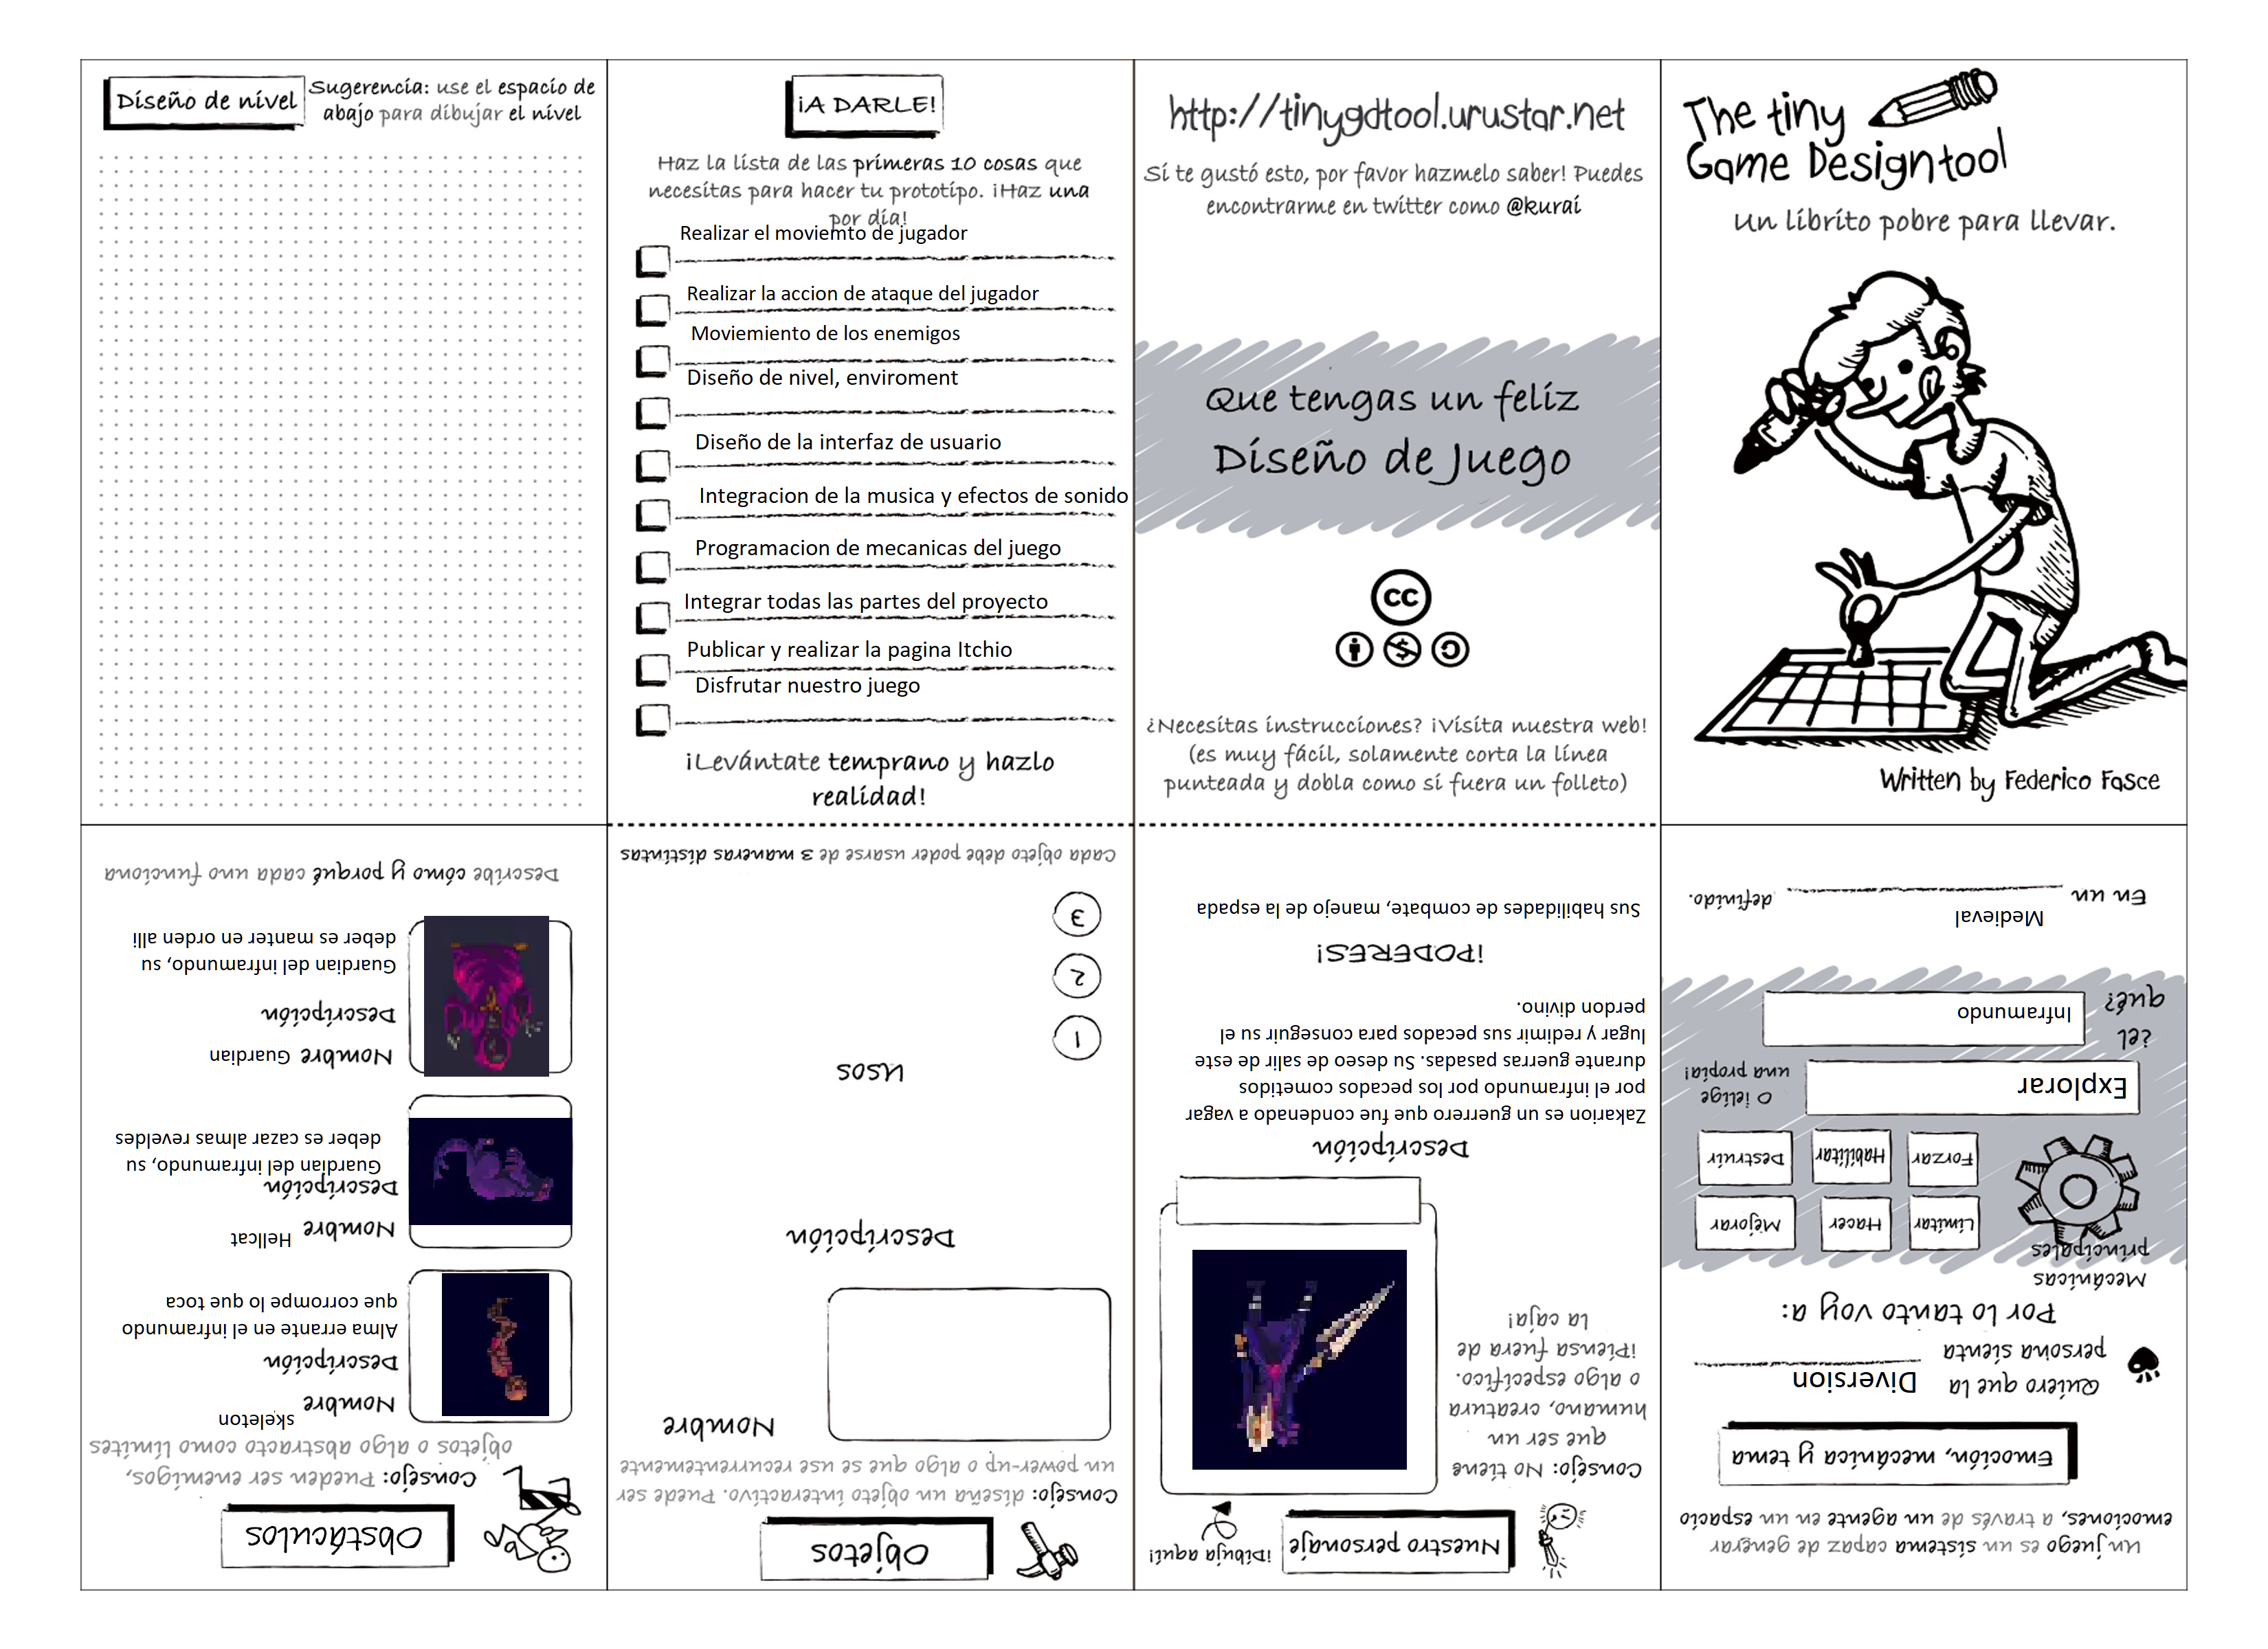 Diseño de nivel
Sugerencia: use el espacio de
abajo para dibujar el nivel
¡A DARLE!
Haz la lista de las primeras 10 cosas que
necesitas para hacer tu prototipo. ¡Haz una
por día!
Realizar el moviemto de jugador
Realizar la accion de ataque del jugador
Moviemiento de los enemigos
Diseño de nivel, enviroment
Diseño de la interfaz de usuario
Integracion de la musica y efectos de sonido
Programacion de mecanicas del juego
Integrar todas las partes del proyecto
Publicar y realizar la pagina Itchio
Disfrutar nuestro juego
¡Levántate temprano y hazlo
realidad!
http://tinygdtool.urustar.net
Si te gustó esto, por favor hazmelo saber! Puedes
encontrarme en twitter como @kurai
Que tengas un feliz
Diseño de Juego
cc
¿Necesitas instrucciones? ¡Visita nuestra web!
(es muy fácil, solamente corta la línea
punteada y dobla como si fuera un folleto)
The tiny
Game Designtool
Un librito pobre para llevar.
Written by Federico Fasce
Un juego es un sistema capaz de generar
emociones, a través de un agente en un espacio
Emoción, mecánica y tema
Quiero que la
persona sienta
Diversion
Por lo tanto voy a:
Mecánicas
principales
Limitar
Hacer
Mejorar
Forzar
Habilitar
Destruir
Explorar
O ¡elige
una propia!
¿el
qué?
Inframundo
Medieval
En un
definido.
Nuestro personaje
¡Dibuja aquí!
Consejo: No tiene
que ser un
humano, creatura
o algo específico.
¡Piensa fuera de
la caja!
Descripción
Zakarion es un guerrero que fue condenado a vagar
por el inframundo por los pecados cometidos
durante guerras pasadas. Su deseo de salir de este
lugar y redimir sus pecados para conseguir su el
perdon divino.
¡PODERES!
Sus habilidades de combate, manejo de la espada
Objetos
Consejo: diseña un objeto interactivo. Puede ser
un power-up o algo que se use recurrentemente
Nombre
Descripción
Usos
1
2
3
Cada objeto debe poder usarse de 3 maneras distintas
Obstáculos
Consejo: Pueden ser enemigos,
objetos o algo abstracto como límites
Nombre
skeleton
Descripción
Alma errante en el inframundo
que corrompe lo que toca
Nombre
Hellcat
Descripción
Guardian del inframundo, su
deber es cazar almas reveldes
Nombre Guardian
Descripción
Guardian del inframundo, su
deber es manter en orden alli
Describe cómo y porqué cada uno funciona